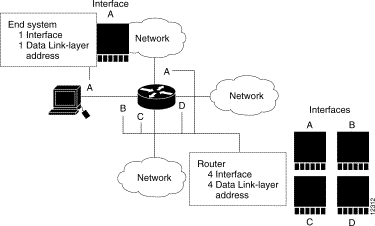 Interface
A
End system
1 Interface
1 Data Link-layer
address
Network
A
A
Network
B
C
D
Interfaces
A
B
Network
Router
4 Interface
4 Data Link-layer
address
C
D
12312